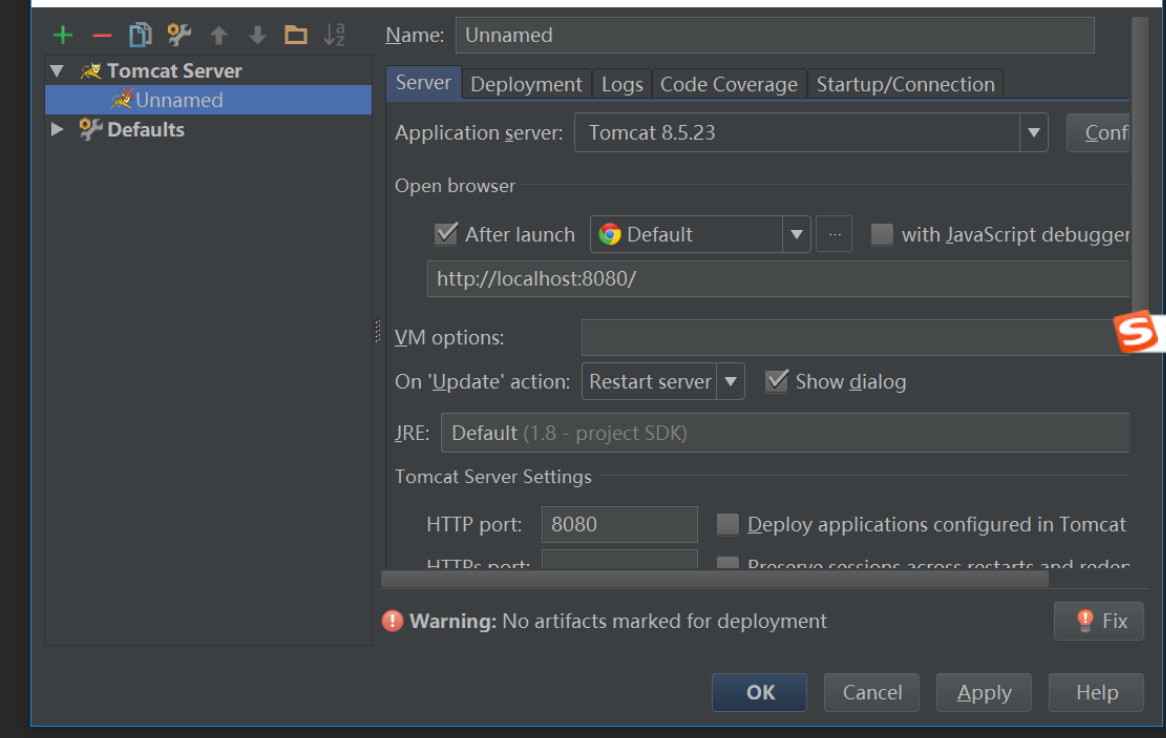 Name: Unnamed
Tomcat Server
Unnamed
Defaults
Server Deployment Logs Code Coverage Startup/Connection
Application server: Tomcat 8.5.23 Confi
Open browser
After launch Default ... with JavaScript debugger
http://localhost:8080/
VM options:
On 'Update' action: Restart server Show dialog
JRE: Default (1.8 - project SDK)
Tomcat Server Settings
HTTP port: 8080 Deploy applications configured in Tomcat
HTTPs port: Preserve sessions across restarts and redep
Warning: No artifacts marked for deployment Fix
OK Cancel Apply Help